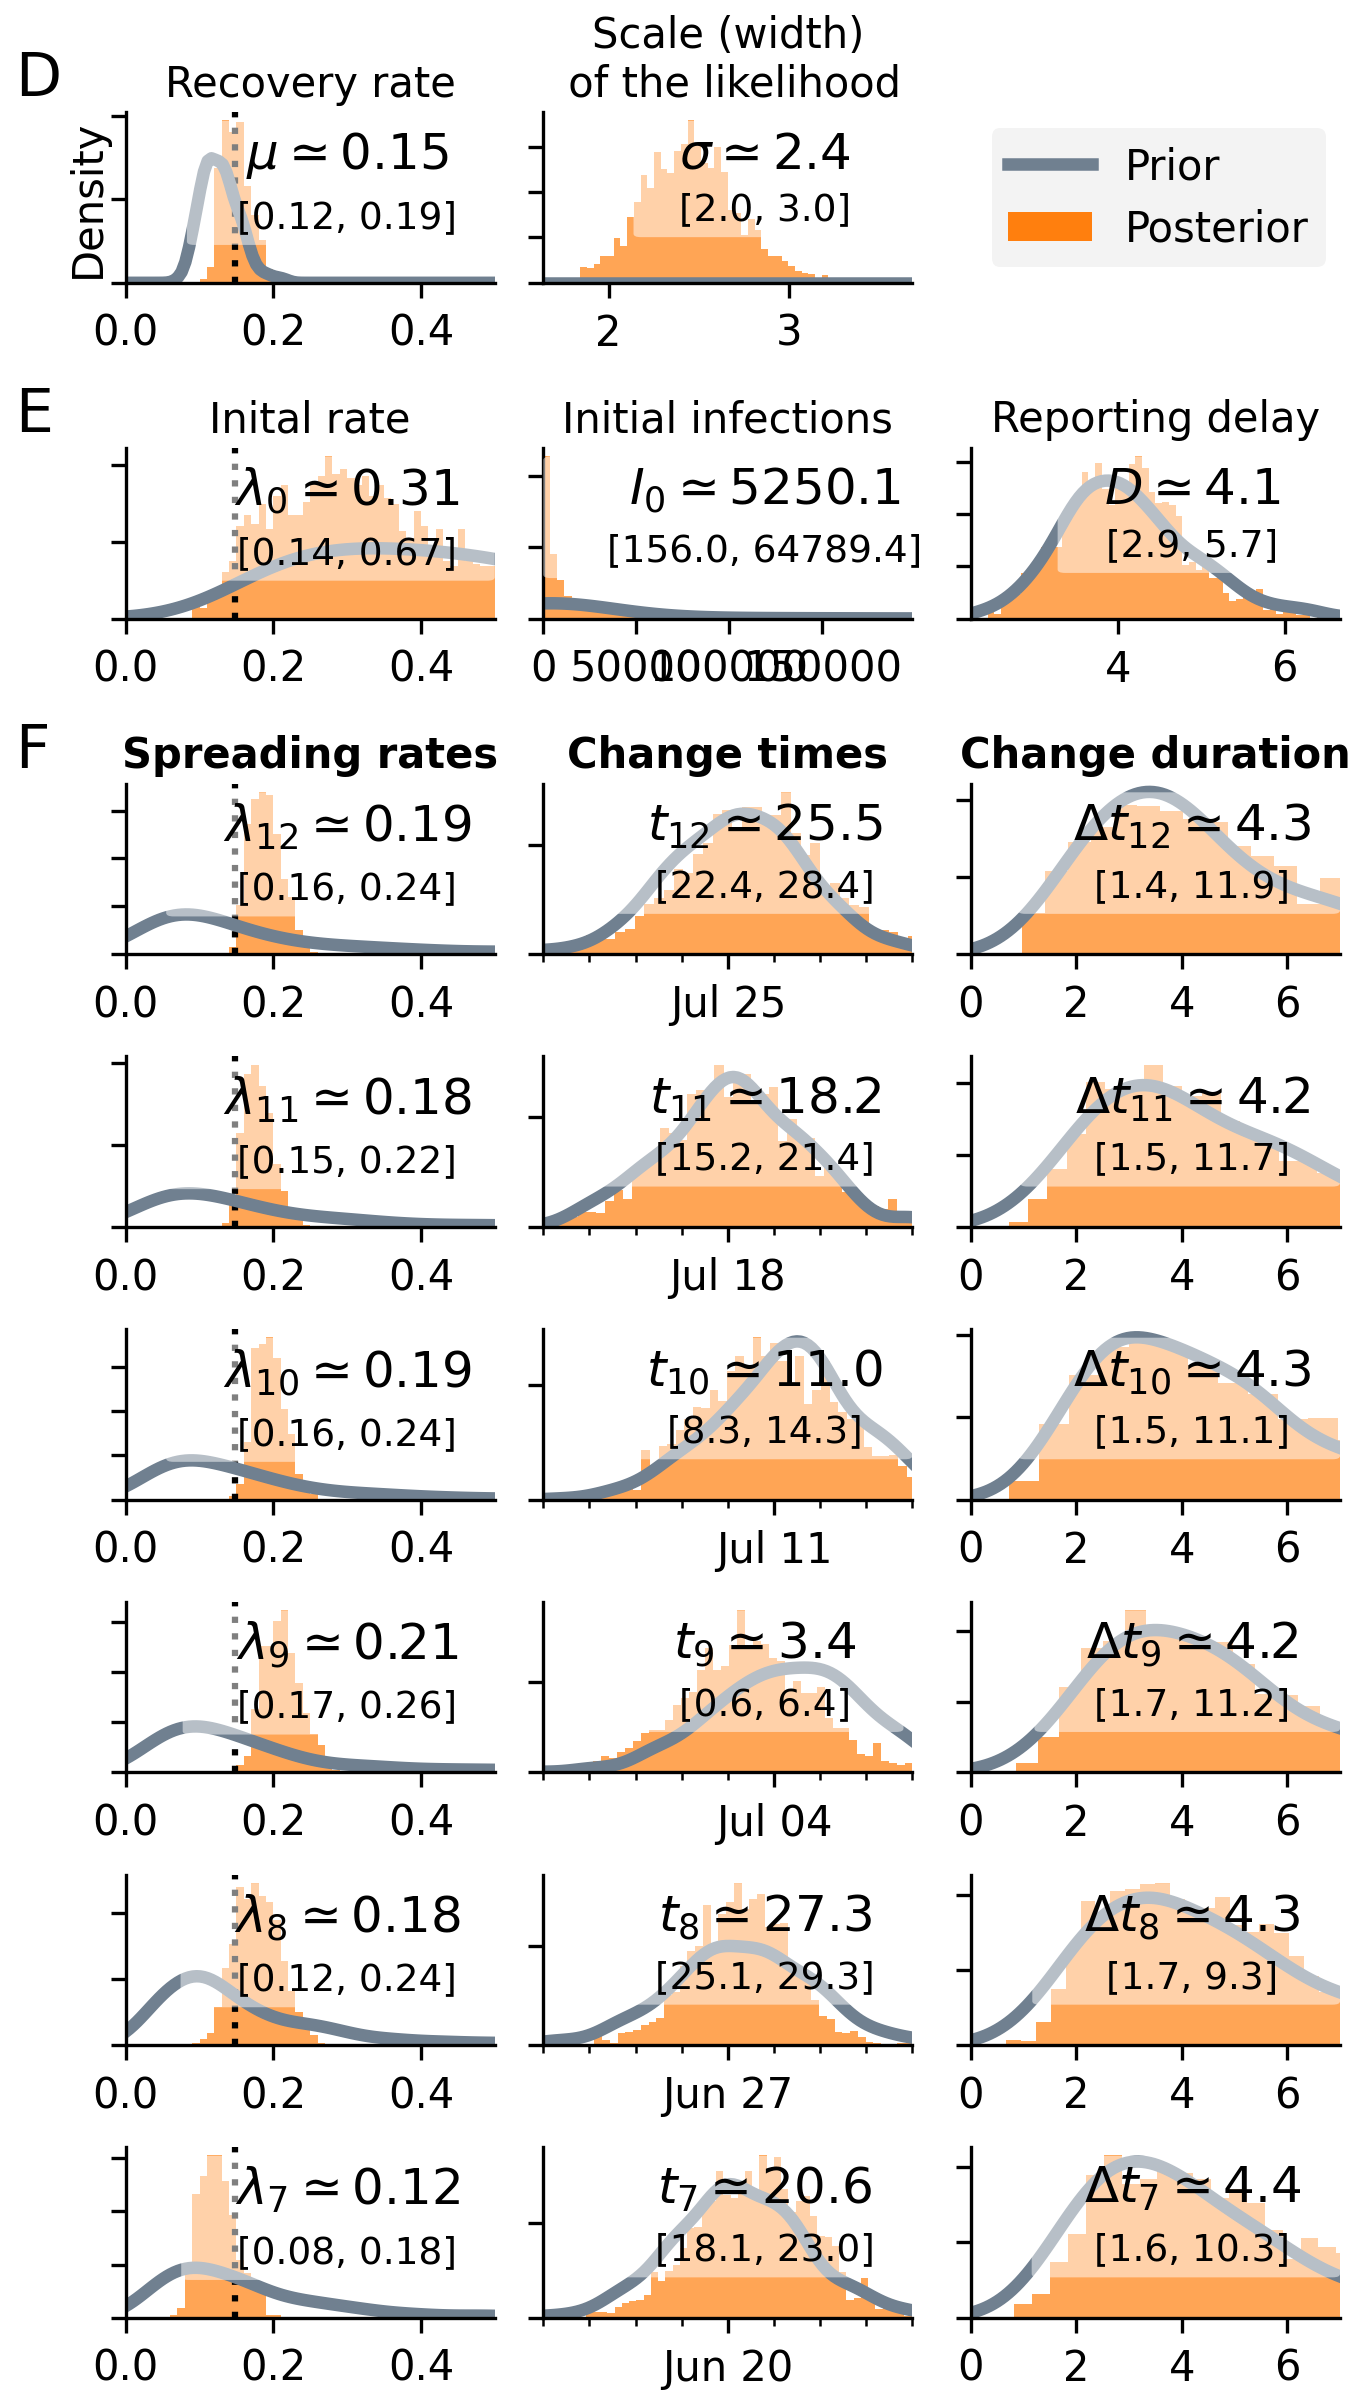 D
Recovery rate
Scale (width)
of the likelihood
Density
μ ≃ 0.15
[0.12, 0.19]
0.0 0.2 0.4
σ ≃ 2.4
[2.0, 3.0]
2 3
Prior
Posterior
E
Inital rate
λ0 ≃ 0.31
[0.14, 0.67]
0.0 0.2 0.4
Initial infections
I0 ≃ 5250.1
[156.0, 64789.4]
0 50000 100000 150000
Reporting delay
D ≃ 4.1
[2.9, 5.7]
4 6
F
Spreading rates
Change times
Change duration
λ12 ≃ 0.19
[0.16, 0.24]
0.0 0.2 0.4
t12 ≃ 25.5
[22.4, 28.4]
Jul 25
Δt12 ≃ 4.3
[1.4, 11.9]
0 2 4 6
λ11 ≃ 0.18
[0.15, 0.22]
0.0 0.2 0.4
t11 ≃ 18.2
[15.2, 21.4]
Jul 18
Δt11 ≃ 4.2
[1.5, 11.7]
0 2 4 6
λ10 ≃ 0.19
[0.16, 0.24]
0.0 0.2 0.4
t10 ≃ 11.0
[8.3, 14.3]
Jul 11
Δt10 ≃ 4.3
[1.5, 11.1]
0 2 4 6
λ9 ≃ 0.21
[0.17, 0.26]
0.0 0.2 0.4
t9 ≃ 3.4
[0.6, 6.4]
Jul 04
Δt9 ≃ 4.2
[1.7, 11.2]
0 2 4 6
λ8 ≃ 0.18
[0.12, 0.24]
0.0 0.2 0.4
t8 ≃ 27.3
[25.1, 29.3]
Jun 27
Δt8 ≃ 4.3
[1.7, 9.3]
0 2 4 6
λ7 ≃ 0.12
[0.08, 0.18]
0.0 0.2 0.4
t7 ≃ 20.6
[18.1, 23.0]
Jun 20
Δt7 ≃ 4.4
[1.6, 10.3]
0 2 4 6